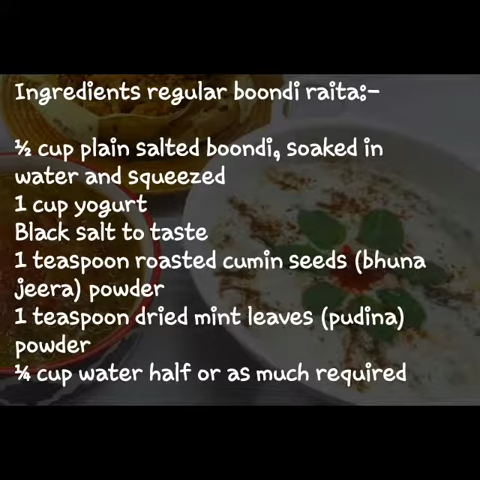 Ingredients regular boondi raita:-
½ cup plain salted boondi, soaked in
water and squeezed
1 cup yogurt
Black salt to taste
1 teaspoon roasted cumin seeds (bhuna
jeera) powder
1 teaspoon dried mint leaves (pudina)
powder
¼ cup water half or as much required